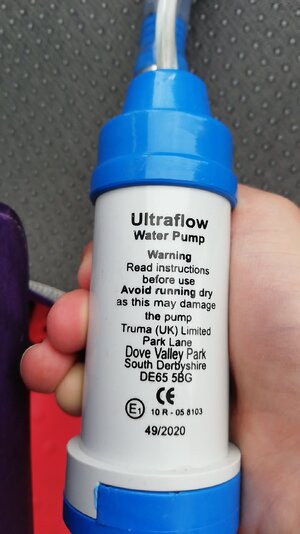 Ultraflow
Water Pump
Warning
Read instructions
before use
Avoid running dry
as this may damage
the pump
Truma (UK) Limited
Park Lane
Dove Valley Park
South Derbyshire
DE65 5BG
CE
E1 10 R - 05 8103
49/2020